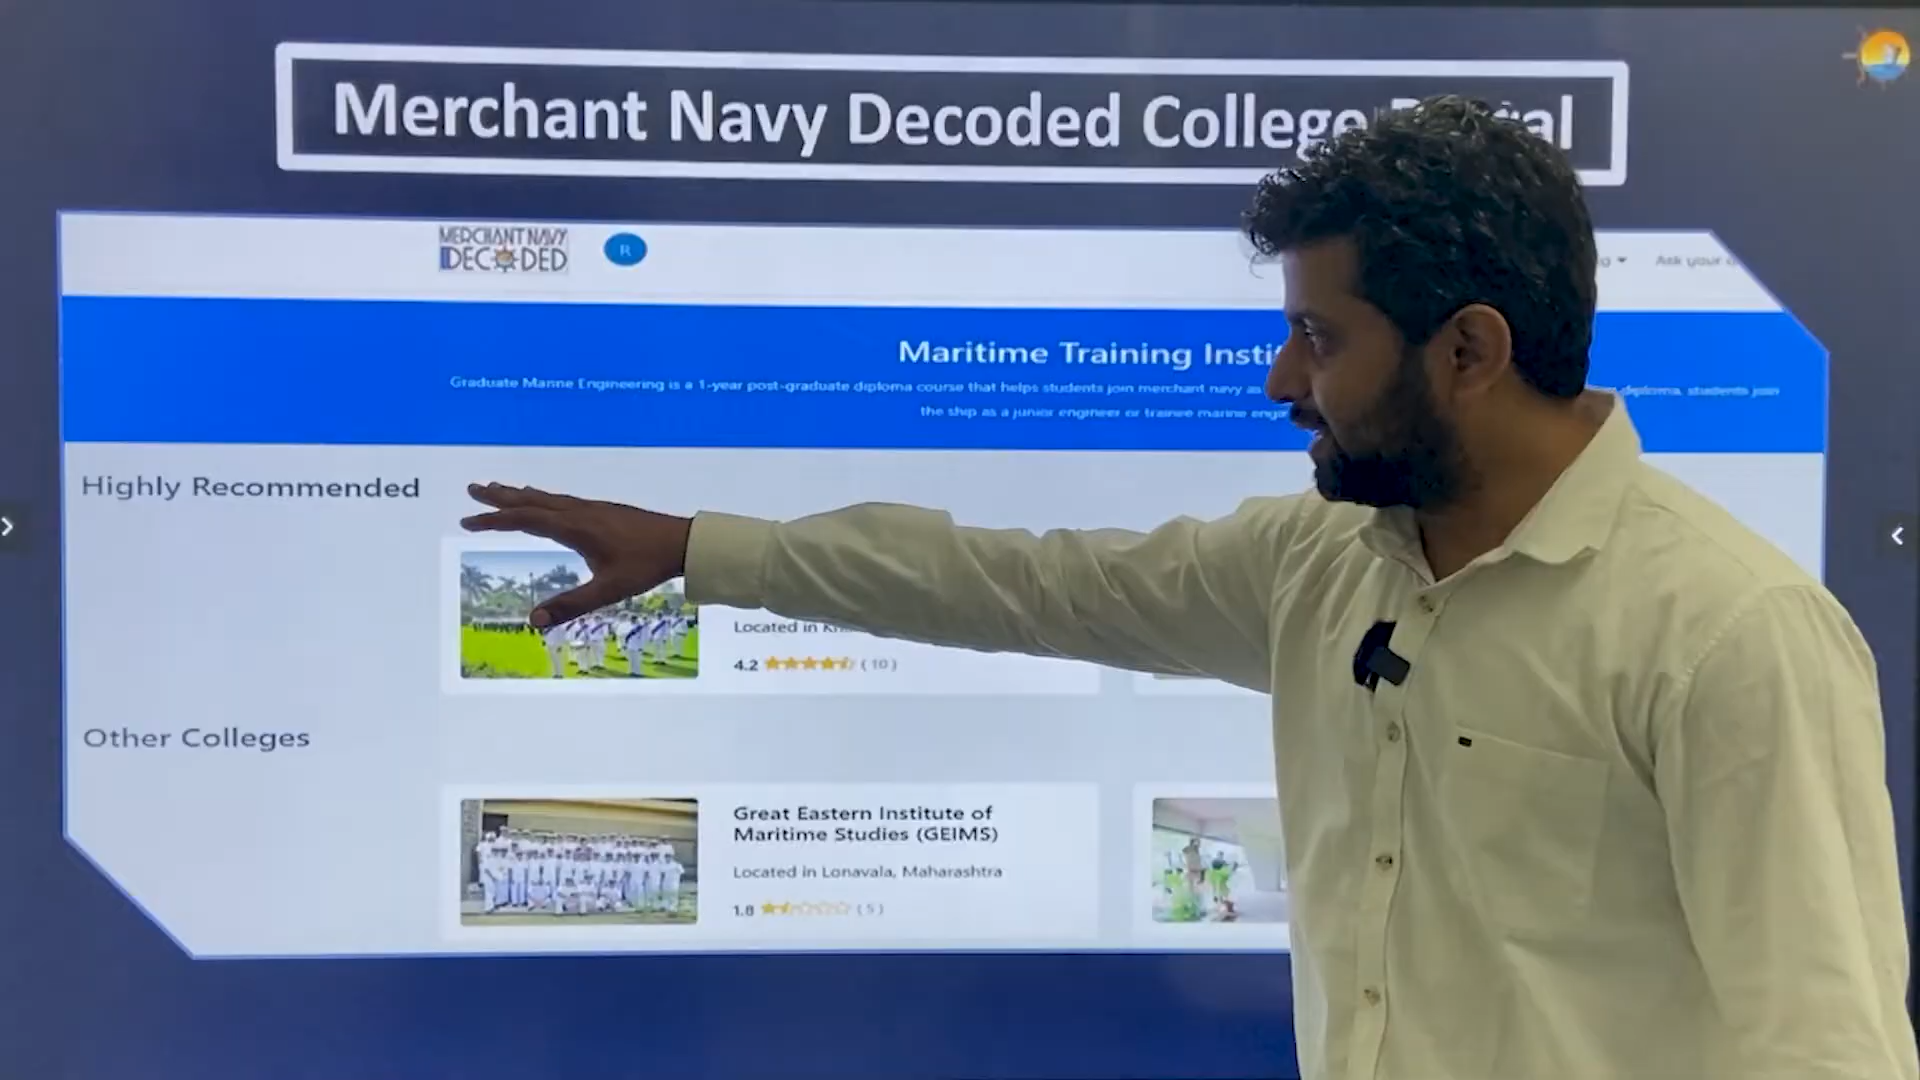 Merchant Navy Decoded College
MERCHANT NAVY
DECODED
R
Ask your
Maritime Training
Graduate Marine Engineering is a 1-year post-graduate diploma course that helps students join merchant navy as
diploma, students join
the ship as a junior engineer or trainee marine
Highly Recommended
Located in
4.2 (10)
Other Colleges
Great Eastern Institute of
Maritime Studies (GEIMS)
Located in Lonavala, Maharashtra
1.8 (5)